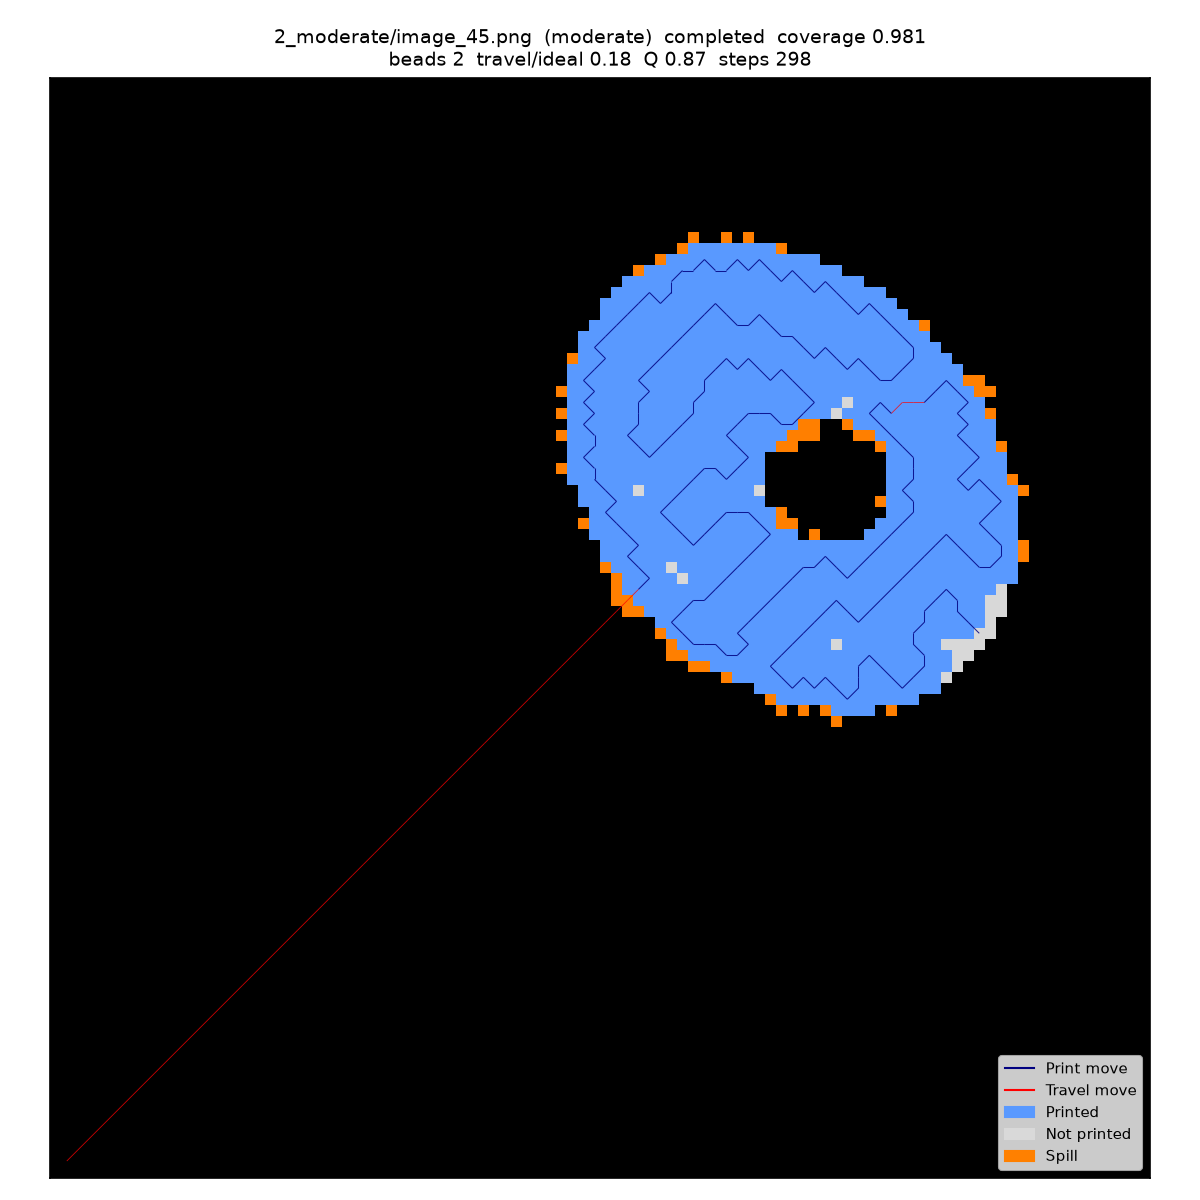 2_moderate/image_45.png  (moderate)  completed  coverage 0.981
beads 2  travel/ideal 0.18  Q 0.87  steps 298
Print move
Travel move
Printed
Not printed
Spill